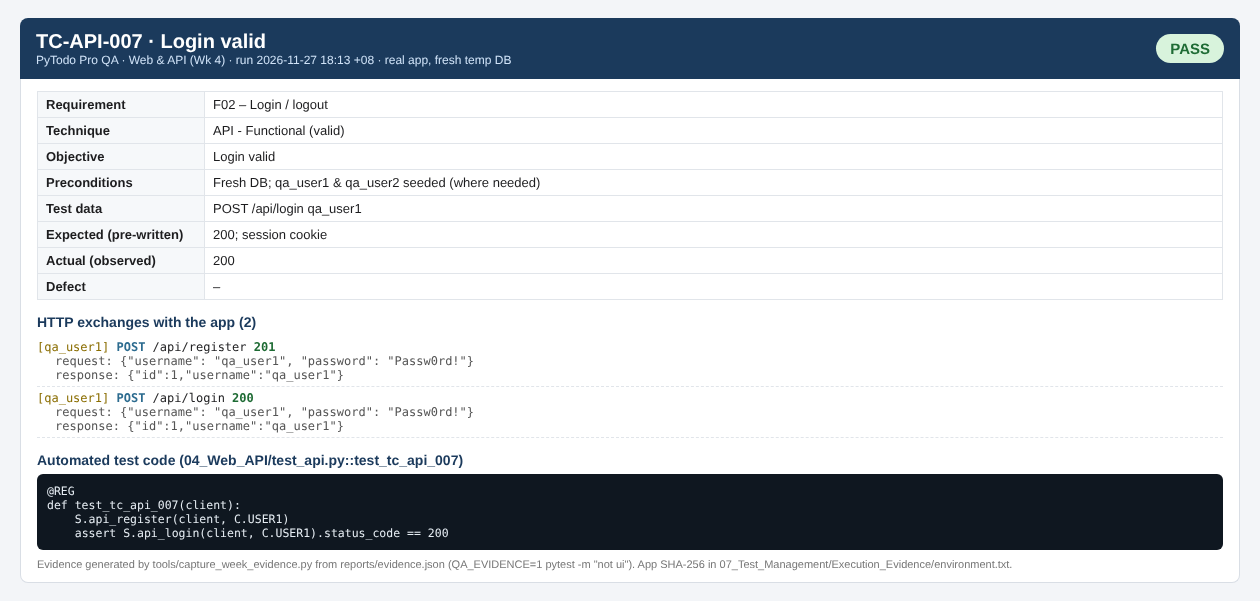 TC-API-007 · Login valid
PyTodo Pro QA · Web & API (Wk 4) · run 2026-11-27 18:13 +08 · real app, fresh temp DB
PASS
Requirement F02 – Login / logout
Technique API - Functional (valid)
Objective Login valid
Preconditions Fresh DB; qa_user1 & qa_user2 seeded (where needed)
Test data POST /api/login qa_user1
Expected (pre-written) 200; session cookie
Actual (observed) 200
Defect –
HTTP exchanges with the app (2)
[qa_user1] POST /api/register 201
request: {"username": "qa_user1", "password": "Passw0rd!"}
response: {"id":1,"username":"qa_user1"}
[qa_user1] POST /api/login 200
request: {"username": "qa_user1", "password": "Passw0rd!"}
response: {"id":1,"username":"qa_user1"}
Automated test code (04_Web_API/test_api.py::test_tc_api_007)
@REG
def test_tc_api_007(client):
    S.api_register(client, C.USER1)
    assert S.api_login(client, C.USER1).status_code == 200
Evidence generated by tools/capture_week_evidence.py from reports/evidence.json (QA_EVIDENCE=1 pytest -m "not ui"). App SHA-256 in 07_Test_Management/Execution_Evidence/environment.txt.